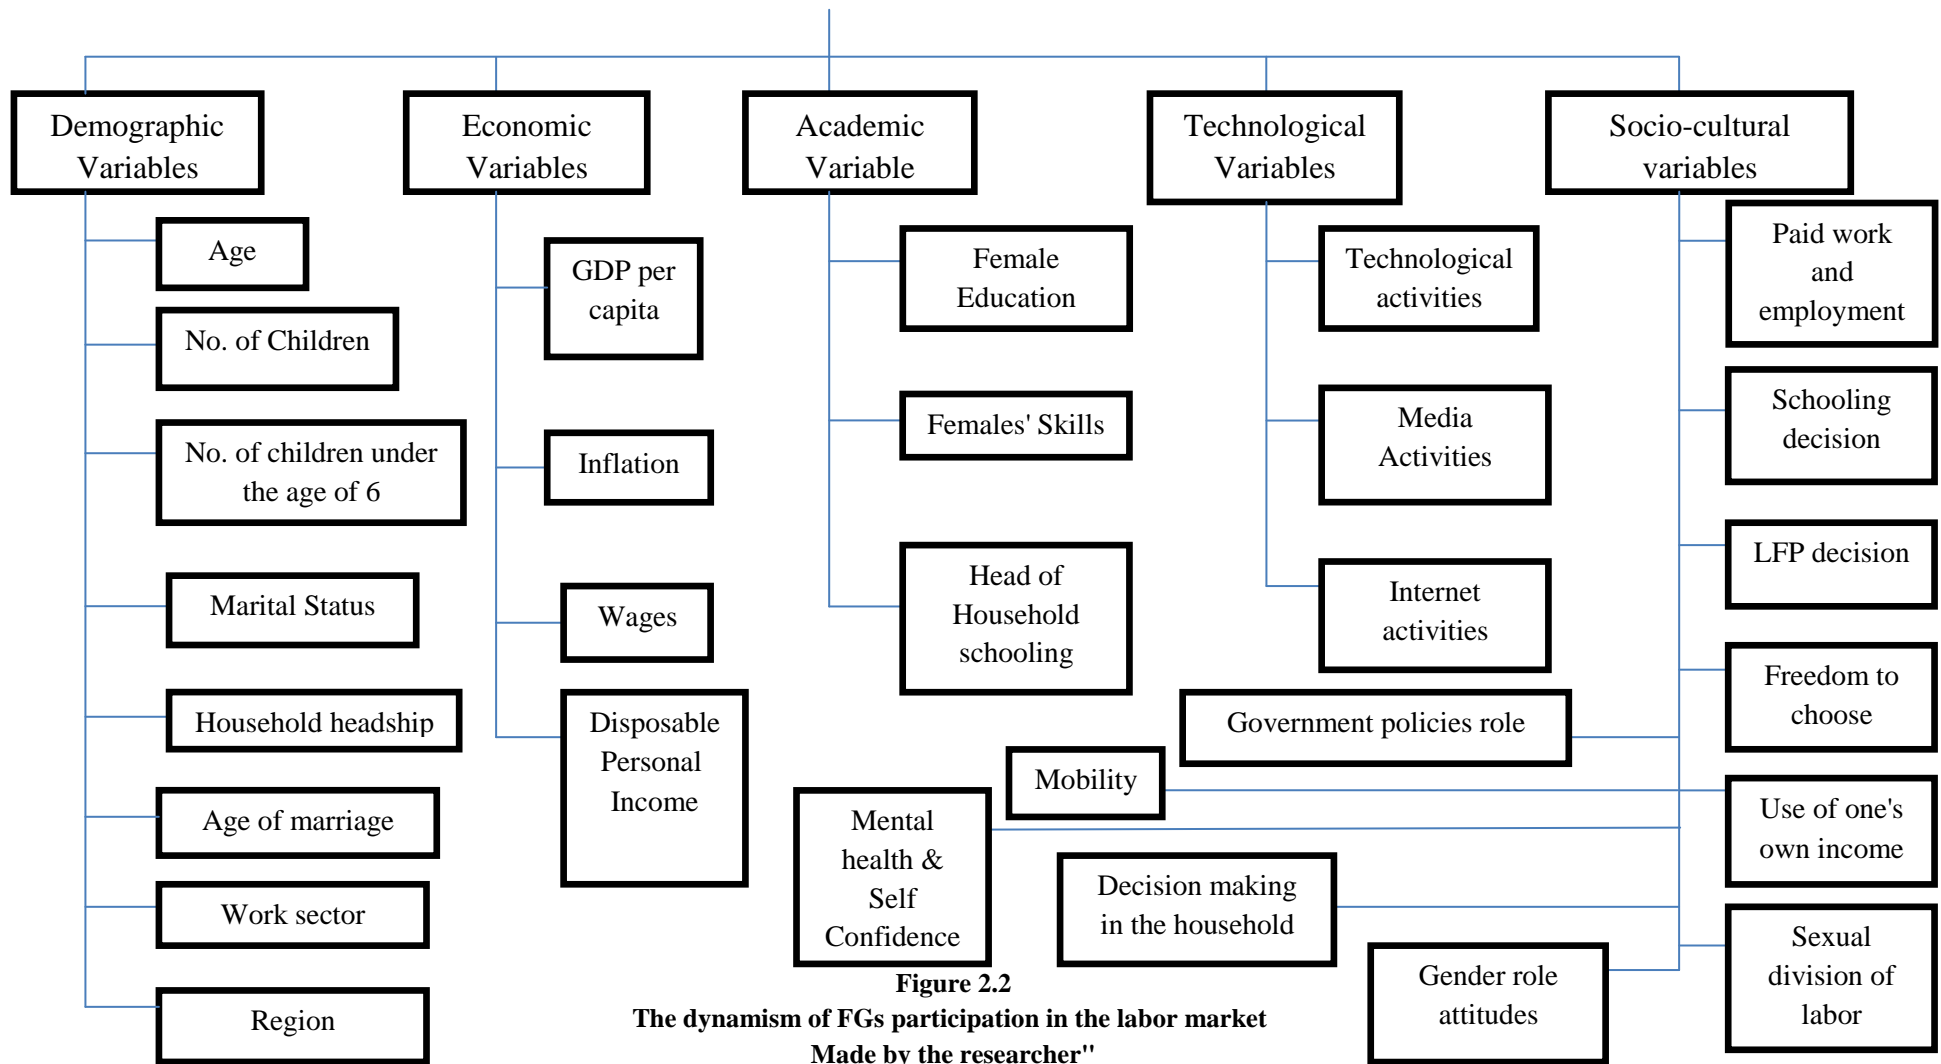 Demographic
Variables
Economic
Variables
Academic
Variable
Technological
Variables
Socio-cultural
variables
Age
No. of Children
No. of children under
the age of 6
Marital Status
Household headship
Age of marriage
Work sector
Region
GDP per
capita
Inflation
Wages
Disposable
Personal
Income
Female
Education
Females' Skills
Head of
Household
schooling
Technological
activities
Media
Activities
Internet
activities
Paid work
and
employment
Schooling
decision
LFP decision
Freedom to
choose
Use of one's
own income
Sexual
division of
labor
Government policies role
Mobility
Mental
health &
Self
Confidence
Decision making
in the household
Gender role
attitudes
Figure 2.2
The dynamism of FGs participation in the labor market
Made by the researcher"